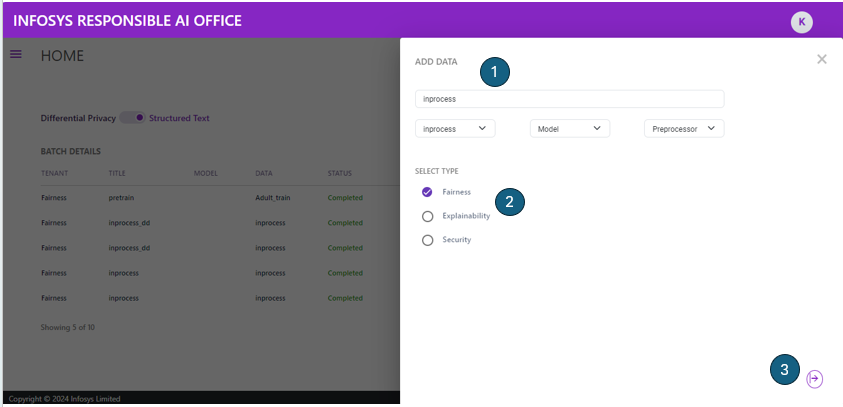 INFOSYS RESPONSIBLE AI OFFICE
K
HOME
Differential Privacy Structured Text
BATCH DETAILS
TENANT TITLE MODEL DATA STATUS
Fairness pretrain Adult_train Completed
Fairness inprocess_dd inprocess Completed
Fairness inprocess_dd inprocess Completed
Fairness inprocess inprocess Completed
Fairness inprocess inprocess Completed
Showing 5 of 10
Copyright © 2024 Infosys Limited
ADD DATA
1
inprocess
inprocess Model Preprocessor
SELECT TYPE
Fairness
2
Explainability
Security
3